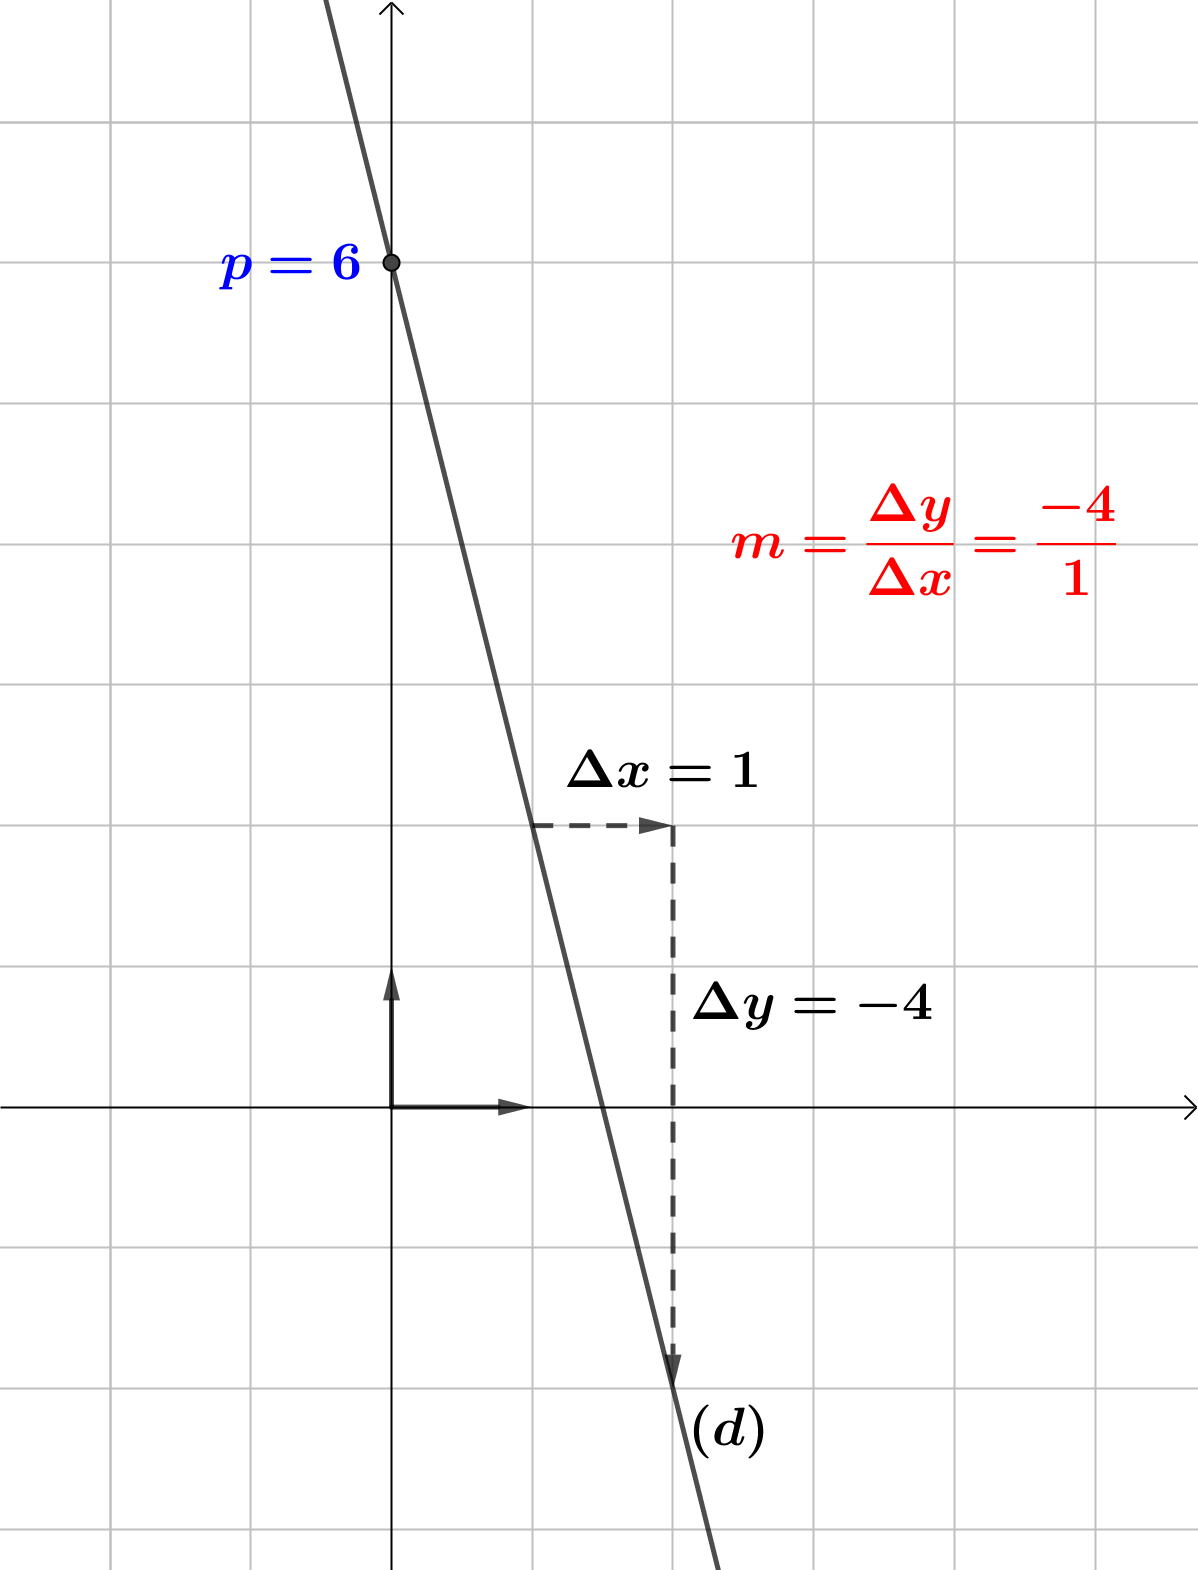 p = 6
m = Δy/Δx = −4/1
Δx = 1
Δy = −4
(d)